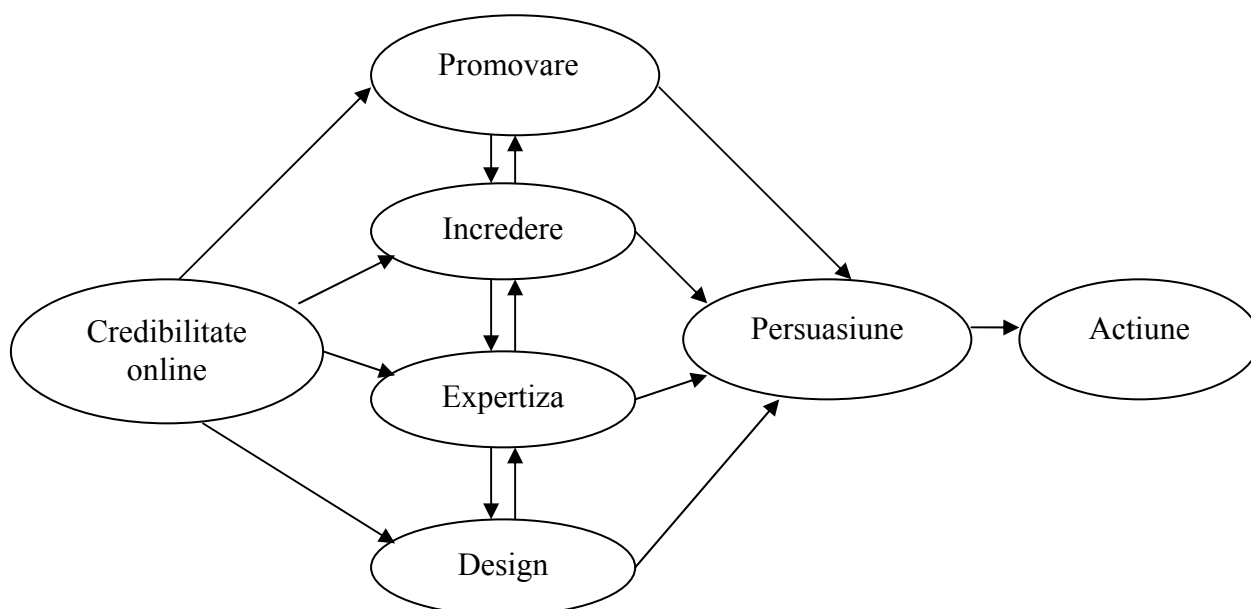 Promovare
Incredere
Credibilitate
online
Persuasiune
Actiune
Expertiza
Design